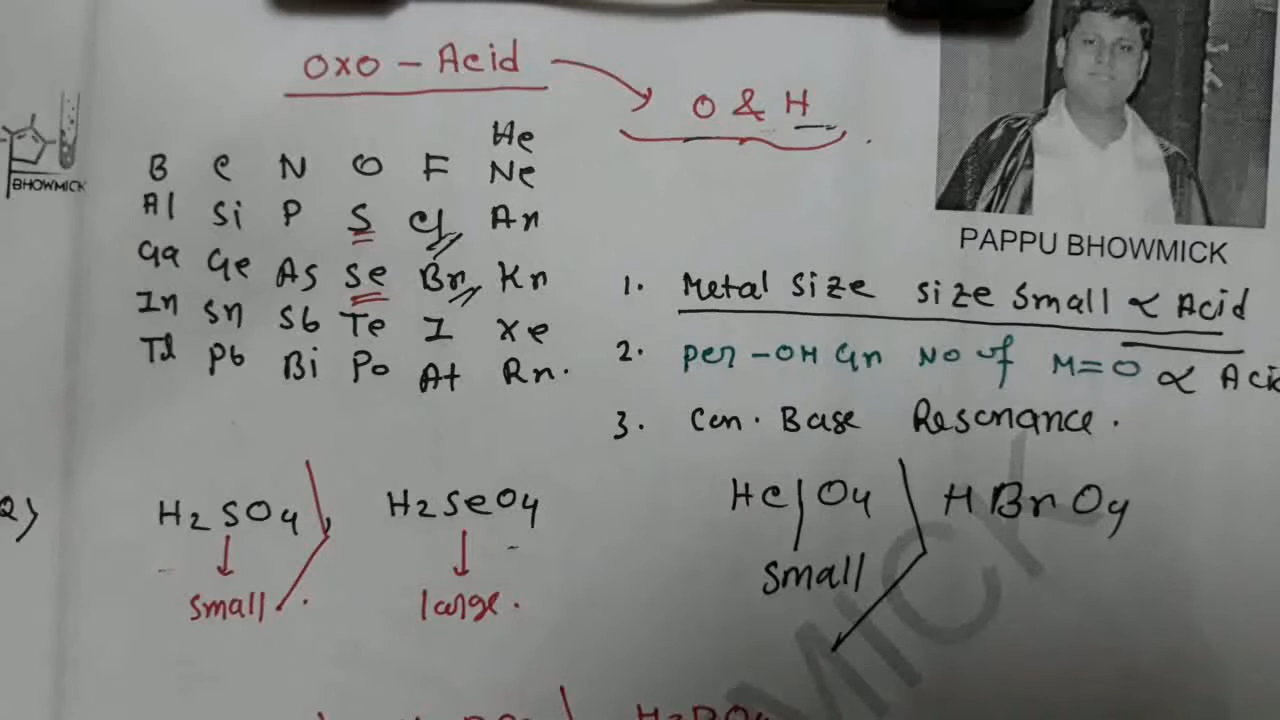 OXO - Acid
O & H.
BHOWMICK
He
B C N O F Ne
Al Si P S Cl Ar
Ga Ge As Se Br, Kr
In Sn Sb Te I Xe
Tl Pb Bi Po At Rn.
PAPPU BHOWMICK
1. Metal Size Size Small ∝ Acid
2. per -OH Gr No of M=O ∝ Acid
3. Con. Base Resonance.
Q) H2SO4 > H2SeO4
small. large.
HClO4 > HBrO4
small
MICK